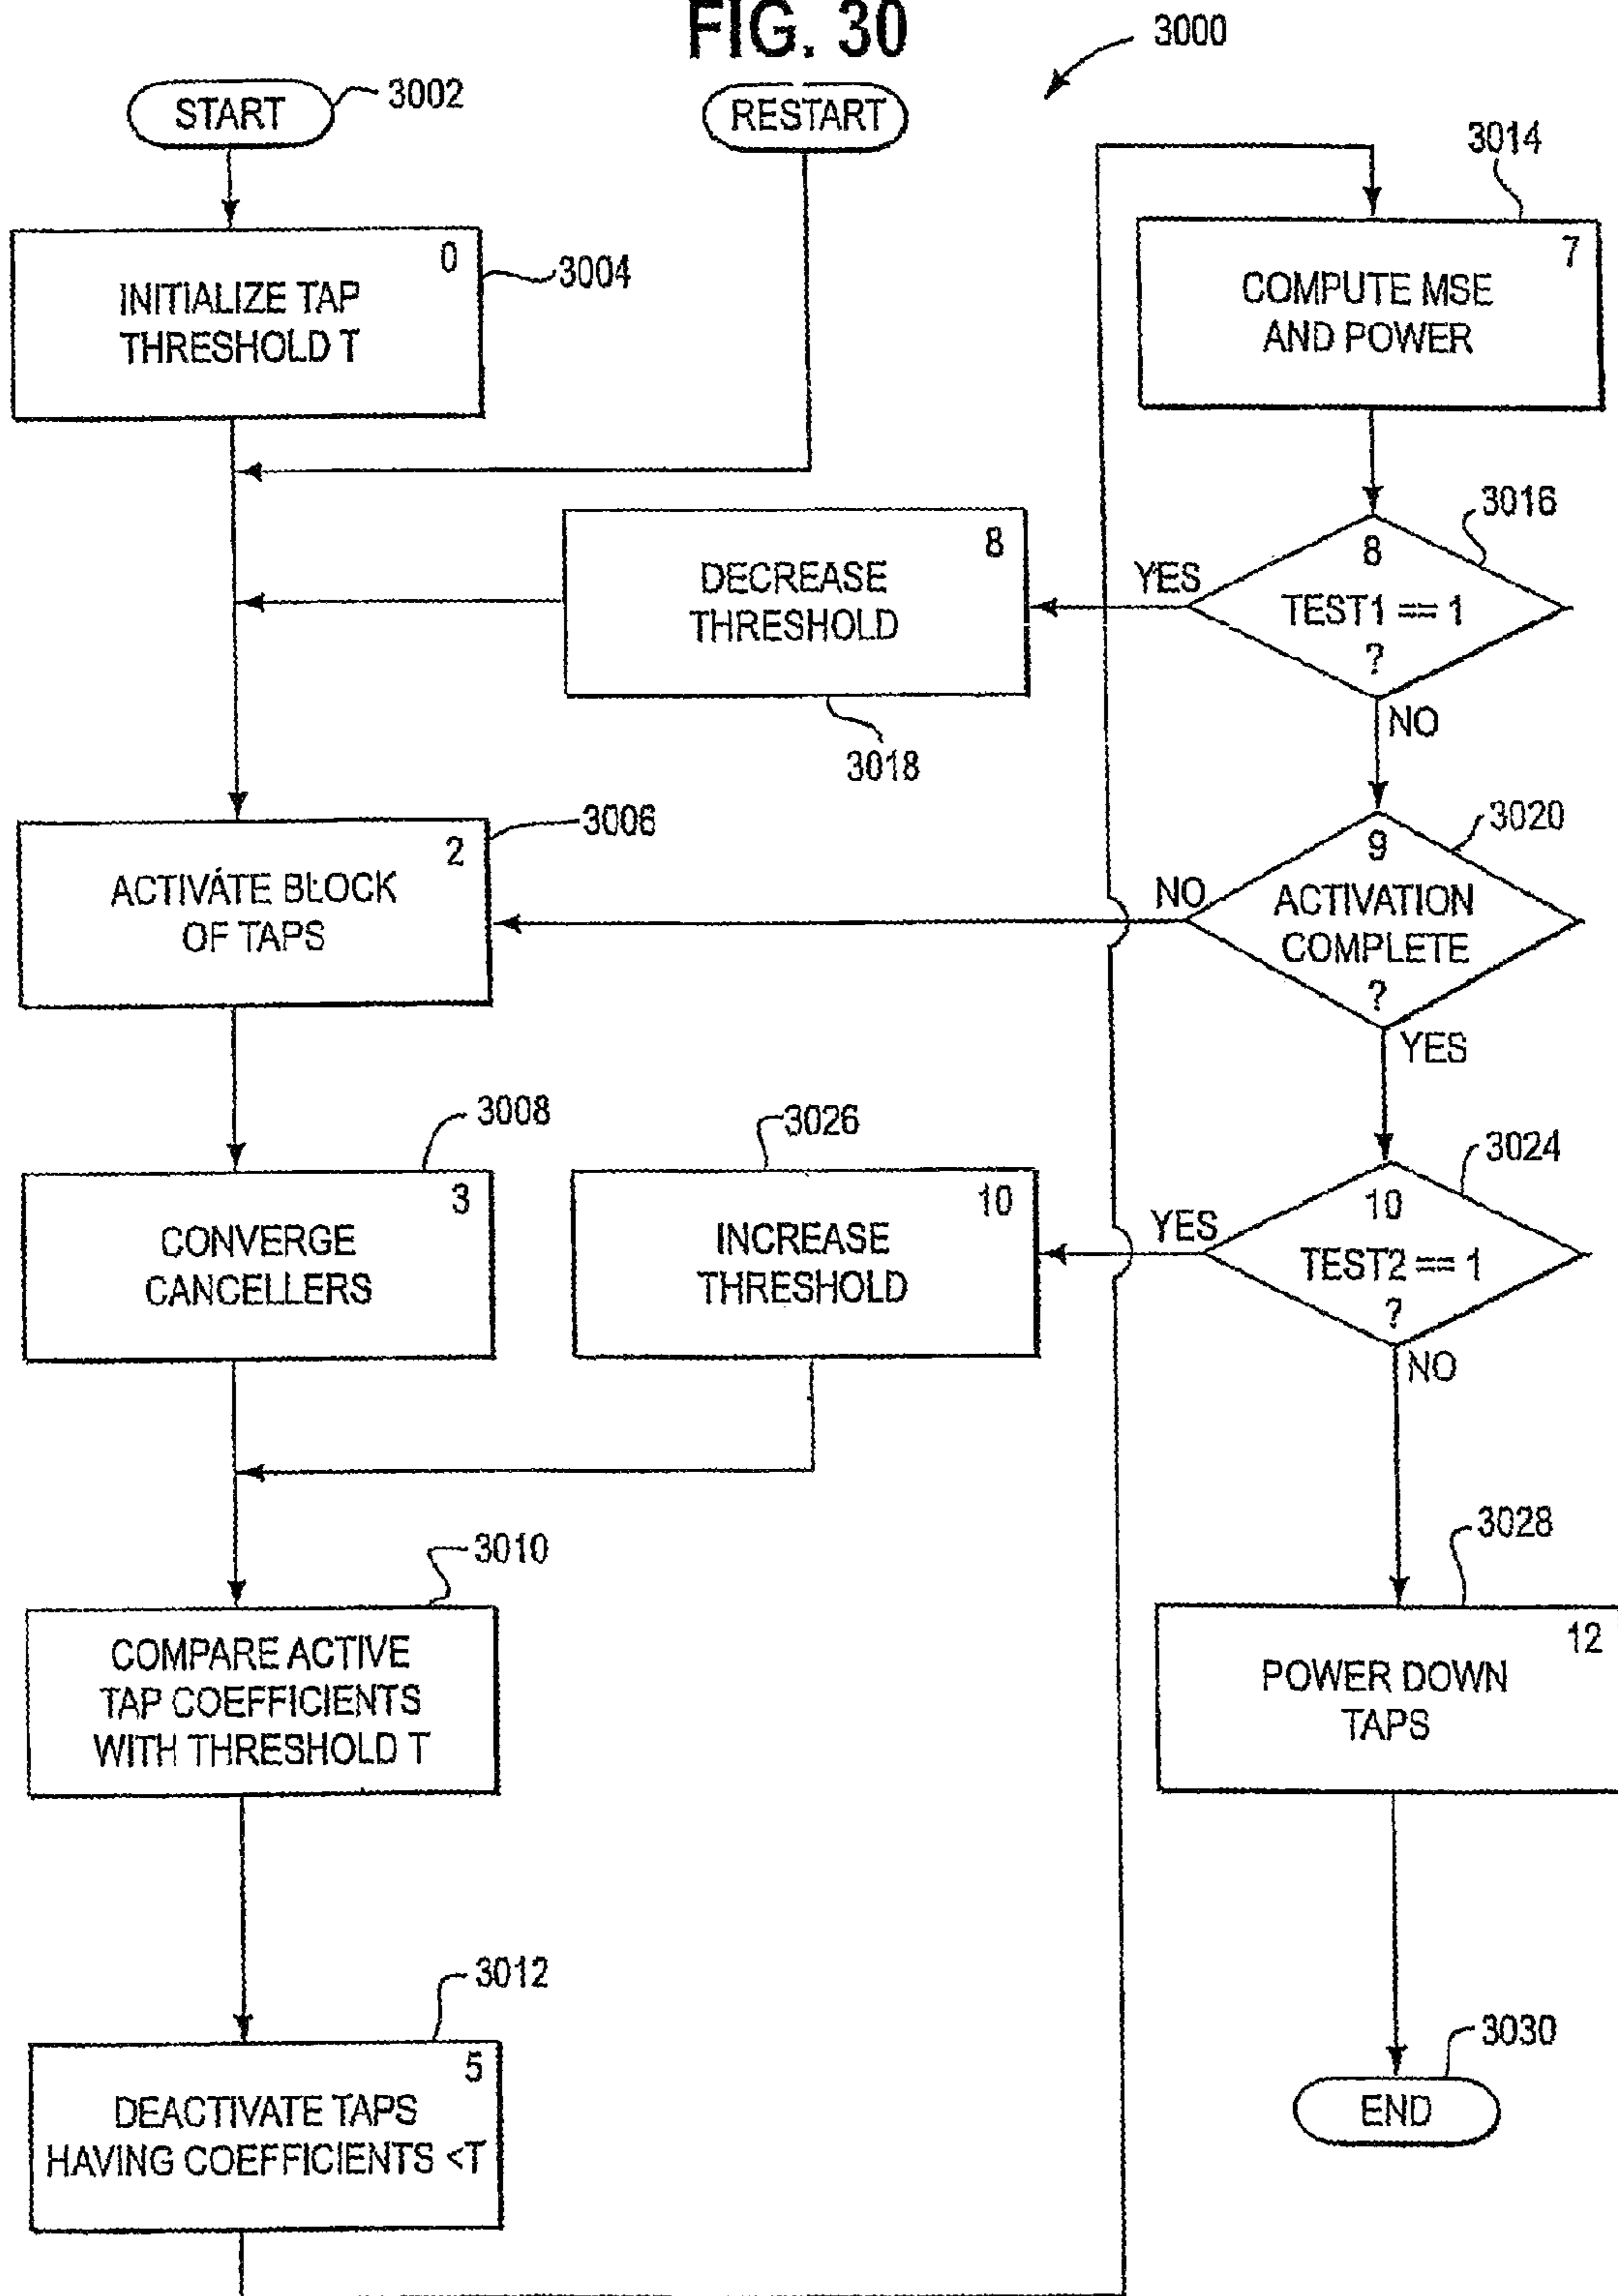 FIG. 30
3000
START
3002
RESTART
0
INITIALIZE TAP
THRESHOLD T
3004
8
DECREASE
THRESHOLD
3018
2
ACTIVATE BLOCK
OF TAPS
3006
3
CONVERGE
CANCELLERS
3008
10
INCREASE
THRESHOLD
3026
COMPARE ACTIVE
TAP COEFFICIENTS
WITH THRESHOLD T
3010
5
DEACTIVATE TAPS
HAVING COEFFICIENTS <T
3012
3014
7
COMPUTE MSE
AND POWER
3016
8
TEST1 == 1
?
YES
NO
3020
9
ACTIVATION
COMPLETE
?
NO
YES
3024
10
TEST2 == 1
?
YES
NO
3028
12
POWER DOWN
TAPS
3030
END